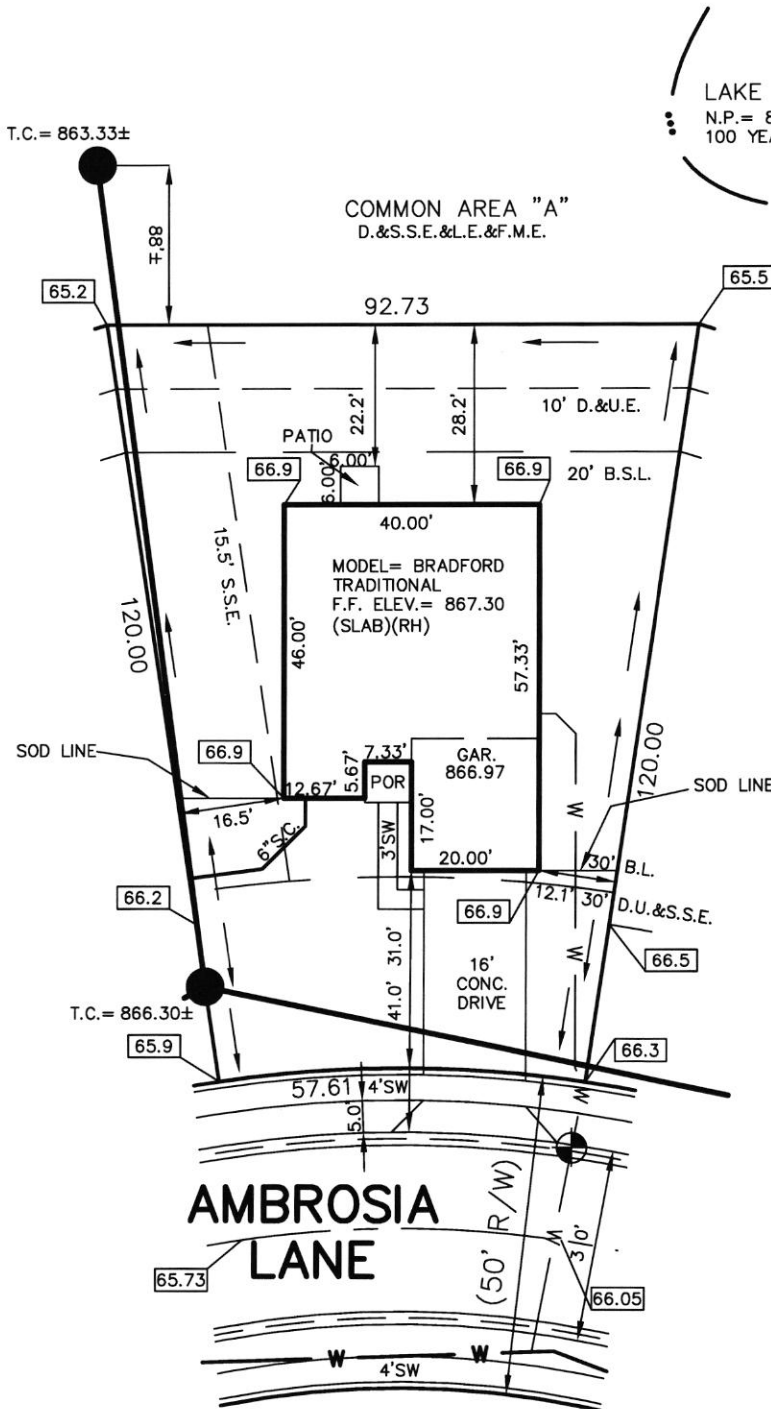 LAKE
N.P.= 8
100 YEA
T.C.= 863.33±
COMMON AREA "A"
D.&S.S.E.&L.E.&F.M.E.
88'±
65.2
65.5
92.73
22.2'
28.2'
10' D.&U.E.
PATIO
6.00'
6.00'
66.9
66.9
20' B.S.L.
40.00'
15.5' S.S.E.
MODEL= BRADFORD
TRADITIONAL
F.F. ELEV.= 867.30
(SLAB)(RH)
120.00
46.00'
57.33'
120.00
SOD LINE
66.9
7.33'
GAR.
866.97
5.67'
POR
12.67'
W
SOD LINE
16.5'
17.00'
3'SW
6"S/C.
20.00'
30' B.L.
12.1'
30' D.U.&S.S.E.
66.2
66.9
W
66.5
31.0'
41.0'
16'
CONC.
DRIVE
T.C.= 866.30±
65.9
66.3
57.61
4'SW
W
5.0'
AMBROSIA
LANE
(50' R/W)
W
31.0'
65.73
66.05
W
W
4'SW